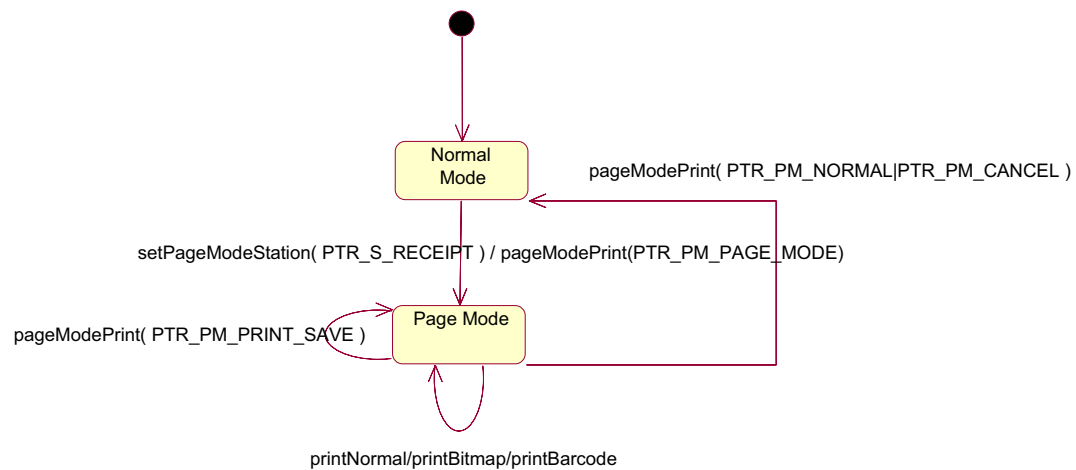 Normal
Mode
pageModePrint( PTR_PM_NORMAL|PTR_PM_CANCEL )
setPageModeStation( PTR_S_RECEIPT ) / pageModePrint(PTR_PM_PAGE_MODE)
Page Mode
pageModePrint( PTR_PM_PRINT_SAVE )
printNormal/printBitmap/printBarcode